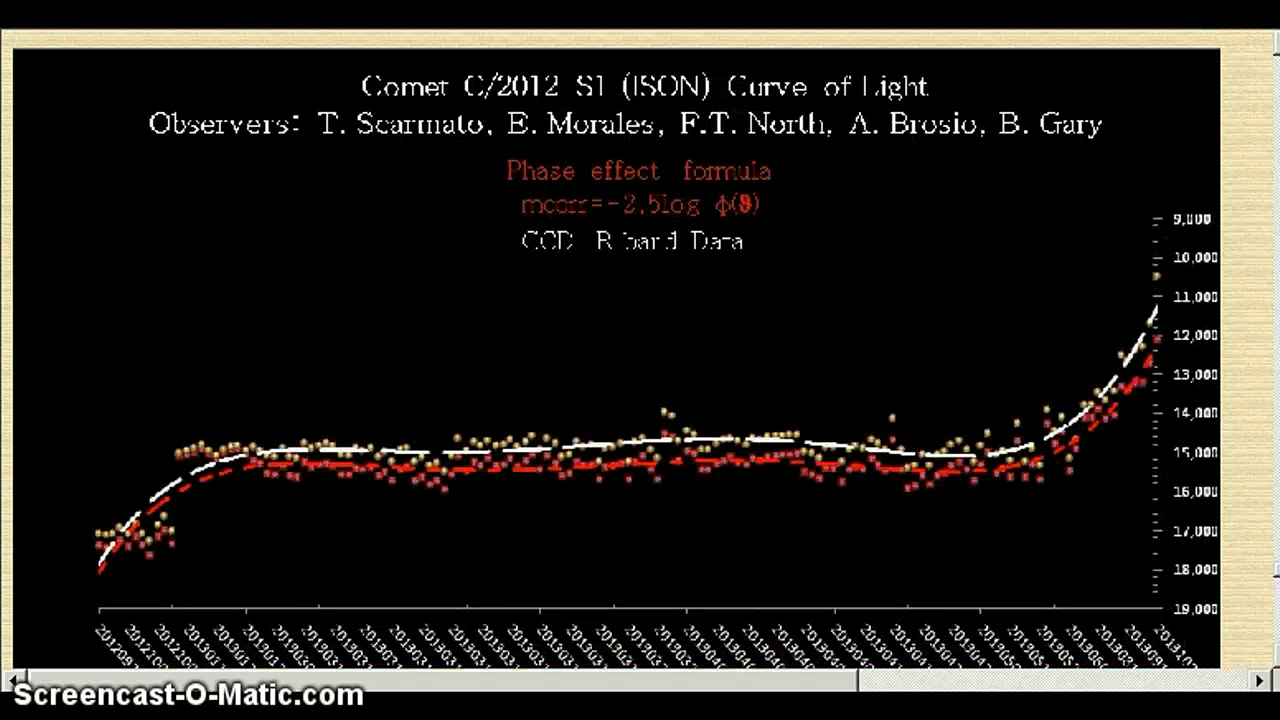 Comet C/2012 S1 (ISON) Curve of Light
Observers: T. Scarmato, E. Morales, F.T. North, A. Brosio, B. Gary
Phase effect formula
mcorr=-2,5log ϕ(ϑ)
CCD R band Data
9,000
10,000
11,000
12,000
13,000
14,000
15,000
16,000
17,000
18,000
19,000
Screencast-O-Matic.com